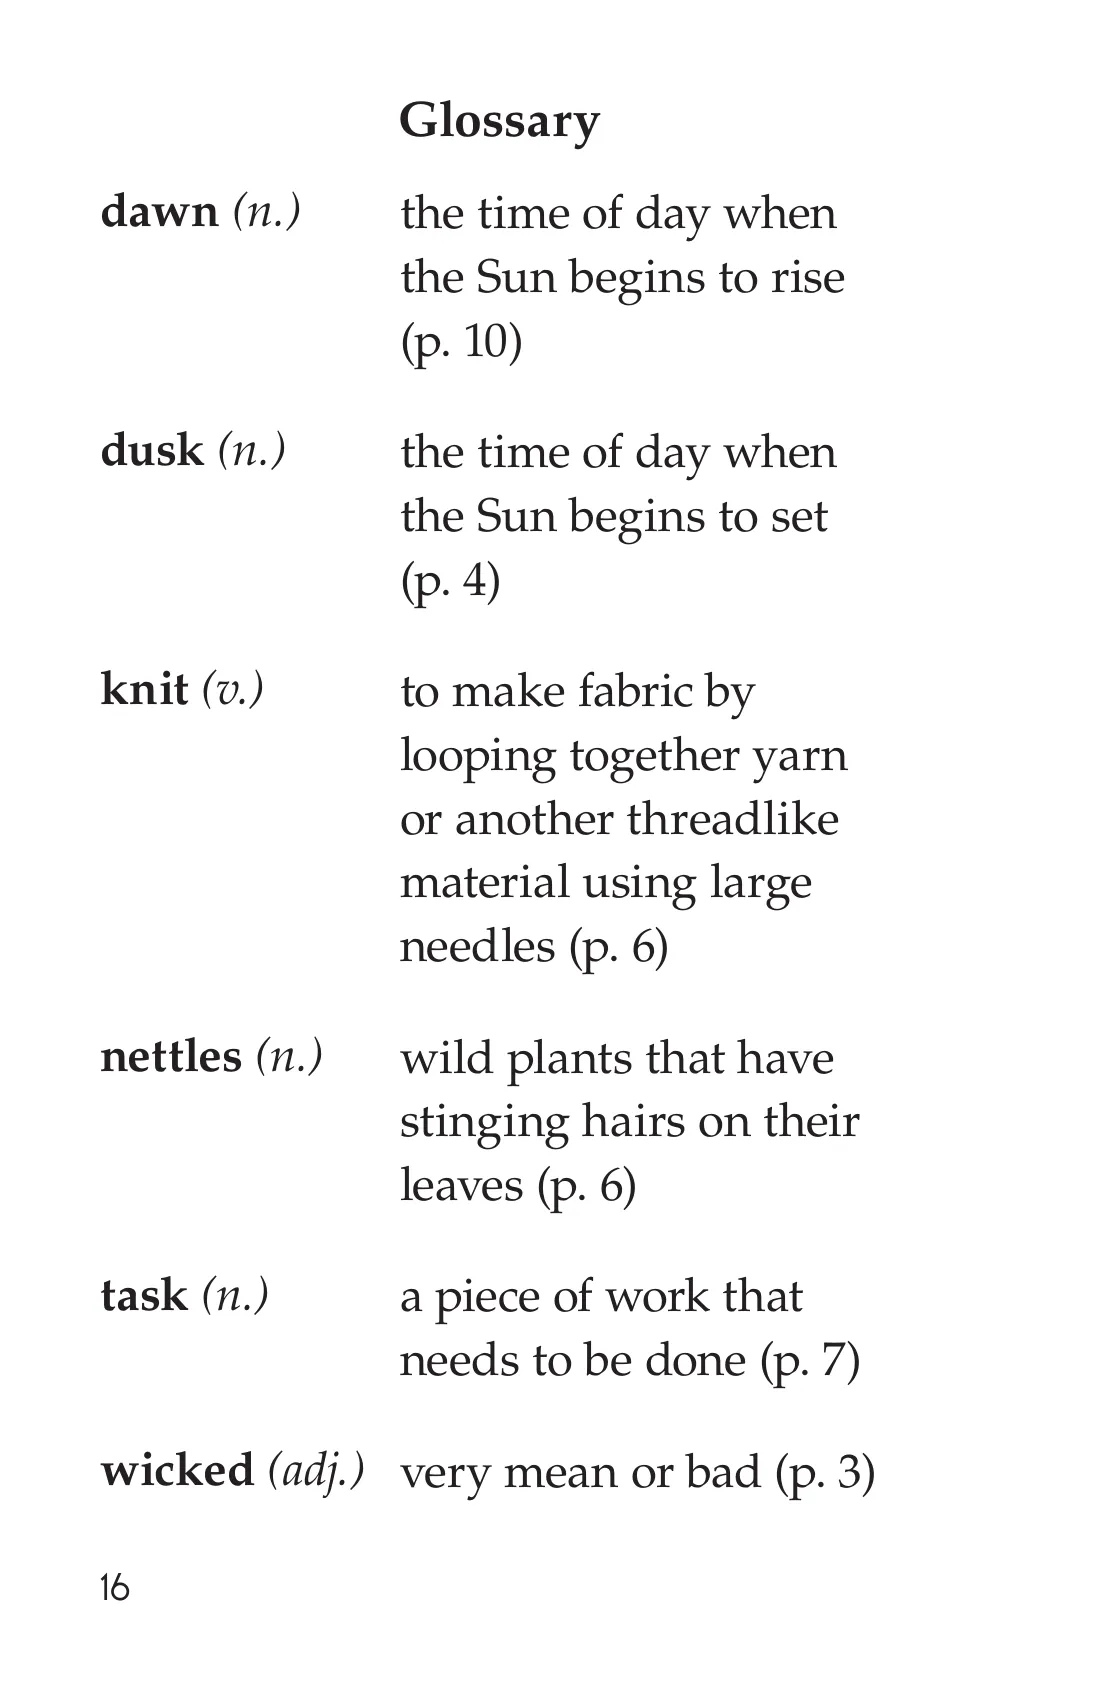 Glossary
dawn (n.) the time of day when
the Sun begins to rise
(p. 10)
dusk (n.) the time of day when
the Sun begins to set
(p. 4)
knit (v.) to make fabric by
looping together yarn
or another threadlike
material using large
needles (p. 6)
nettles (n.) wild plants that have
stinging hairs on their
leaves (p. 6)
task (n.) a piece of work that
needs to be done (p. 7)
wicked (adj.) very mean or bad (p. 3)
16